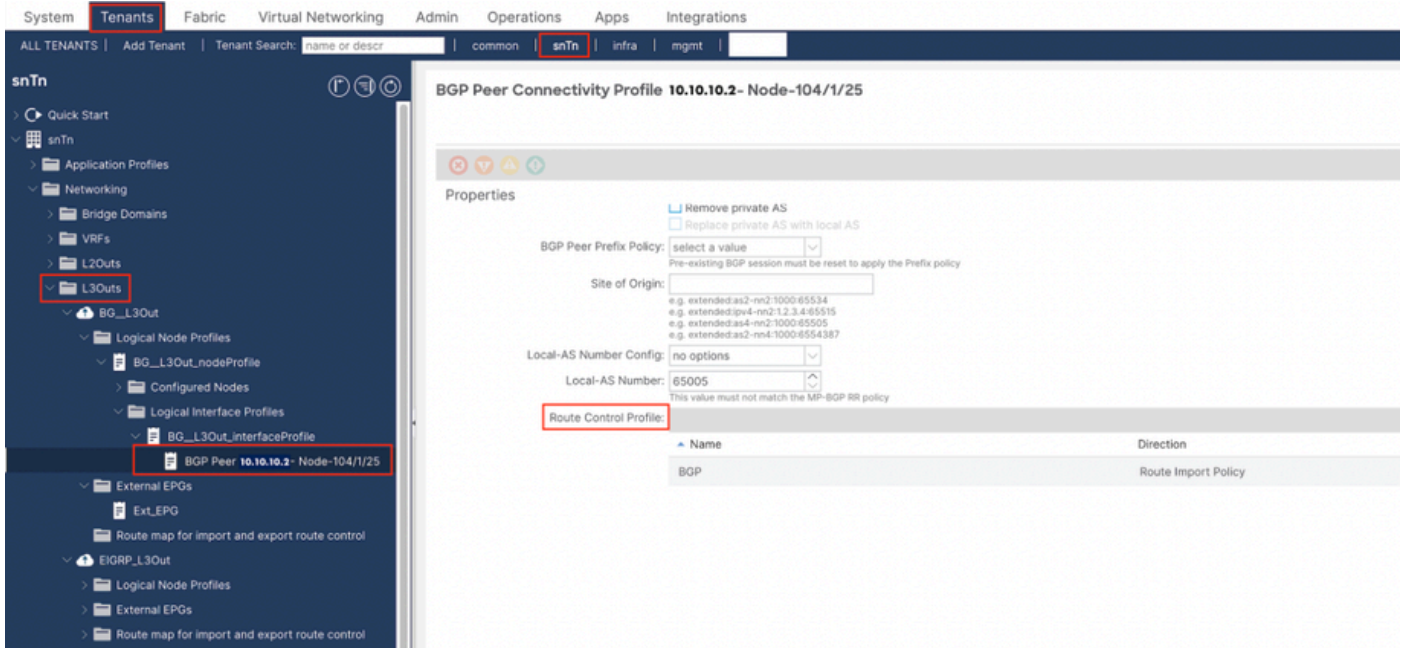 System Tenants Fabric Virtual Networking Admin Operations Apps Integrations
ALL TENANTS | Add Tenant | Tenant Search: name or descr | common | snTn | infra | mgmt |
snTn
Quick Start
snTn
Application Profiles
Networking
Bridge Domains
VRFs
L2Outs
L3Outs
BG__L3Out
Logical Node Profiles
BG__L3Out_nodeProfile
Configured Nodes
Logical Interface Profiles
BG__L3Out_interfaceProfile
BGP Peer 10.10.10.2- Node-104/1/25
External EPGs
Ext_EPG
Route map for import and export route control
EIGRP_L3Out
Logical Node Profiles
External EPGs
Route map for import and export route control
BGP Peer Connectivity Profile 10.10.10.2- Node-104/1/25
Properties
Remove private AS
Replace private AS with local AS
BGP Peer Prefix Policy: select a value
Pre-existing BGP session must be reset to apply the Prefix policy
Site of Origin:
e.g. extended:as2-nn2:1000:65534
e.g. extended:ipv4-nn2:1.2.3.4:65515
e.g. extended:as4-nn2:1000:65505
e.g. extended:as2-nn4:1000:6554387
Local-AS Number Config: no options
Local-AS Number: 65005
This value must not match the MP-BGP RR policy
Route Control Profile:
Name Direction
BGP Route Import Policy